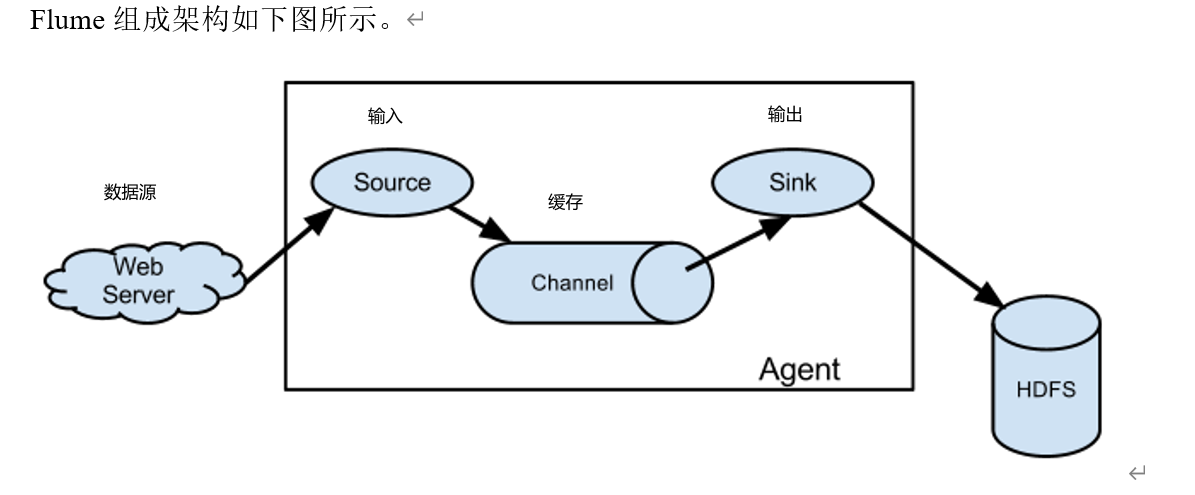 Flume 组成架构如下图所示。
输入
输出
Source
Sink
数据源
缓存
Web
Server
Channel
Agent
HDFS